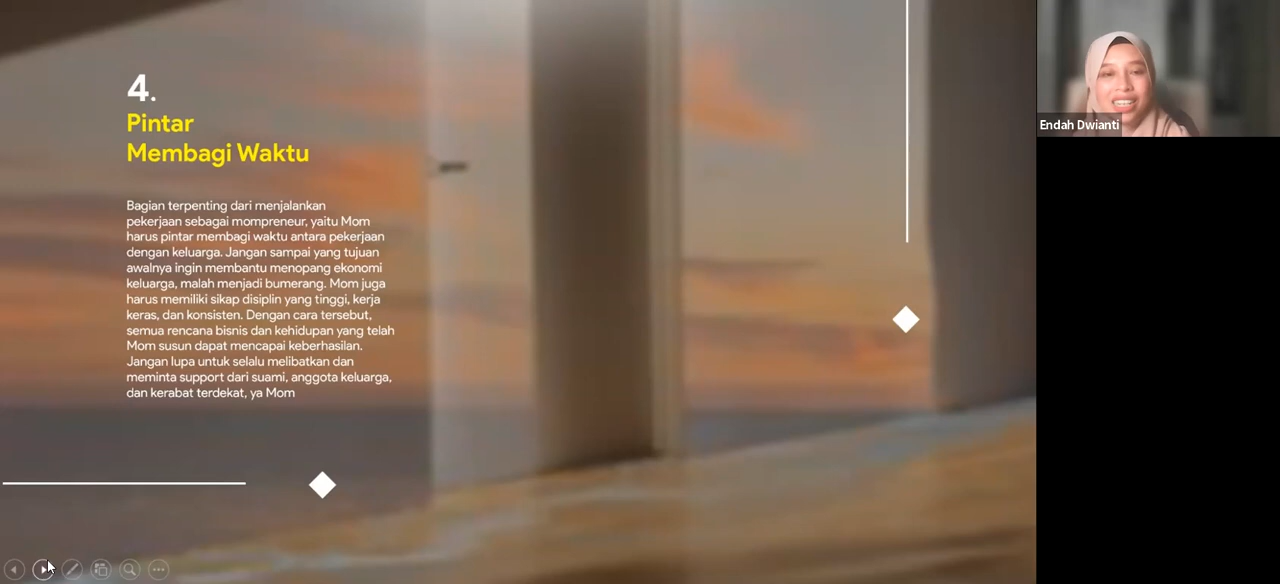 4.
Pintar
Membagi Waktu
Bagian terpenting dari menjalankan
pekerjaan sebagai mompreneur, yaitu Mom
harus pintar membagi waktu antara pekerjaan
dengan keluarga. Jangan sampai yang tujuan
awalnya ingin membantu menopang ekonomi
keluarga, malah menjadi bumerang. Mom juga
harus memiliki sikap disiplin yang tinggi, kerja
keras, dan konsisten. Dengan cara tersebut,
semua rencana bisnis dan kehidupan yang telah
Mom susun dapat mencapai keberhasilan.
Jangan lupa untuk selalu melibatkan dan
meminta support dari suami, anggota keluarga,
dan kerabat terdekat, ya Mom
Endah Dwianti